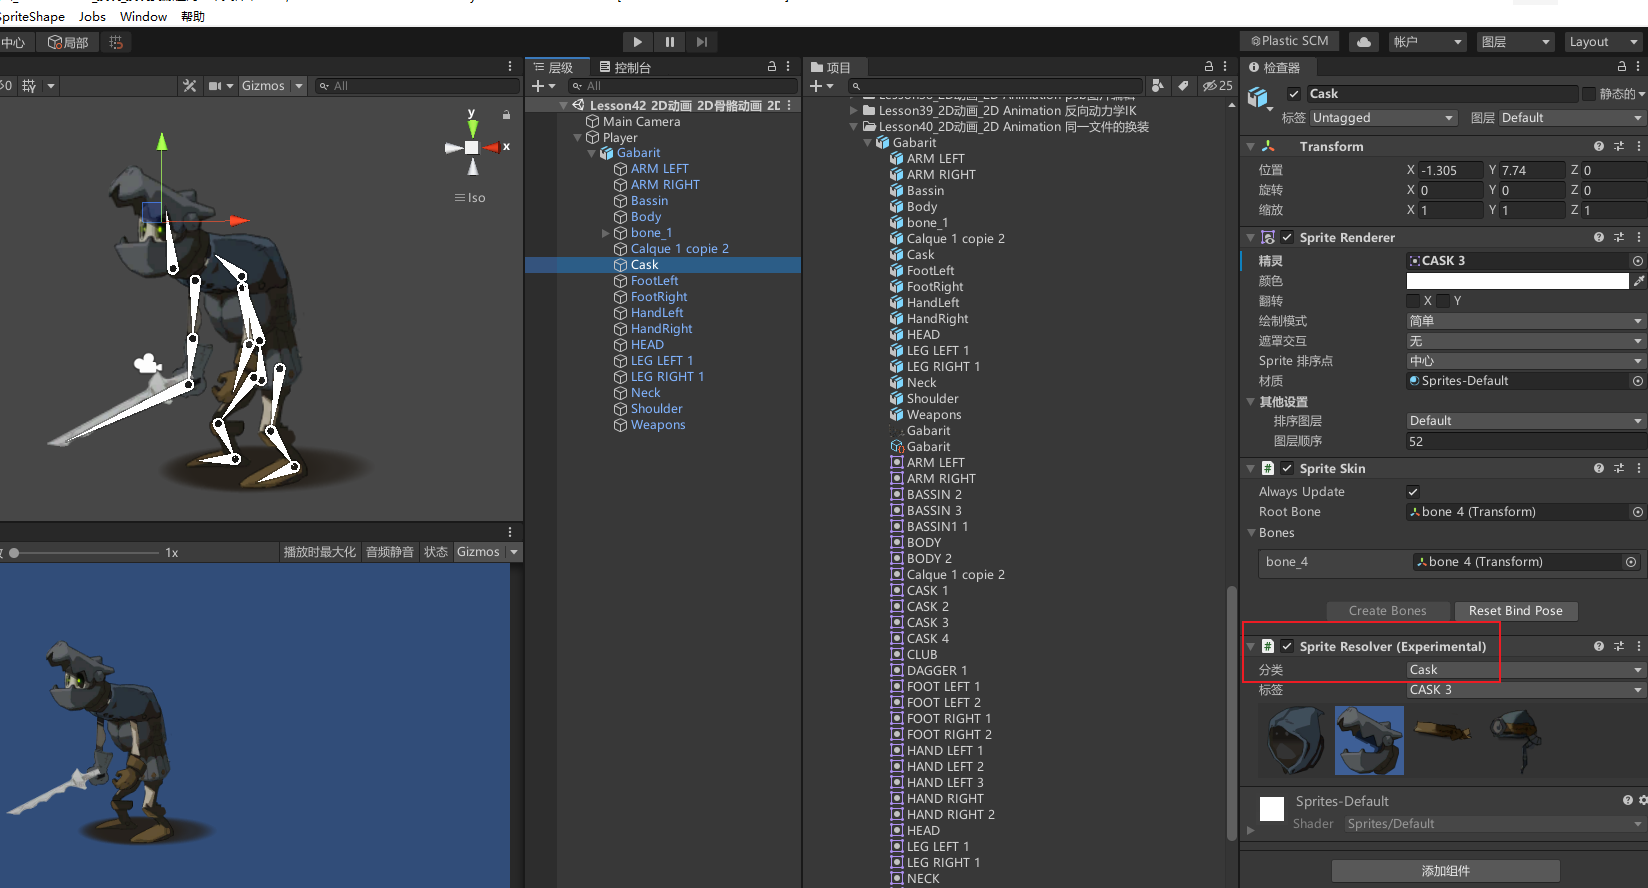 SpriteShape Jobs Window 帮助
中心 局部
Plastic SCM 帐户 图层 Layout
Gizmos All
y
x
Iso
1x 播放时最大化 音频静音 状态 Gizmos
层级 控制台
All
Lesson42_2D动画_2D骨骼动画_2D
Main Camera
Player
Gabarit
ARM LEFT
ARM RIGHT
Bassin
Body
bone_1
Calque 1 copie 2
Cask
FootLeft
FootRight
HandLeft
HandRight
HEAD
LEG LEFT 1
LEG RIGHT 1
Neck
Shoulder
Weapons
项目
25
Lesson39_2D动画_2D Animation 反向动力学IK
Lesson40_2D动画_2D Animation 同一文件的换装
Gabarit
ARM LEFT
ARM RIGHT
Bassin
Body
bone_1
Calque 1 copie 2
Cask
FootLeft
FootRight
HandLeft
HandRight
HEAD
LEG LEFT 1
LEG RIGHT 1
Neck
Shoulder
Weapons
Gabarit
Gabarit
ARM LEFT
ARM RIGHT
BASSIN 2
BASSIN 3
BASSIN1 1
BODY
BODY 2
Calque 1 copie 2
CASK 1
CASK 2
CASK 3
CASK 4
CLUB
DAGGER 1
FOOT LEFT 1
FOOT LEFT 2
FOOT RIGHT 1
FOOT RIGHT 2
HAND LEFT 1
HAND LEFT 2
HAND LEFT 3
HAND RIGHT
HAND RIGHT 2
HEAD
LEG LEFT 1
LEG RIGHT 1
NECK
检查器
Cask 静态的
标签 Untagged 图层 Default
Transform
位置 X -1.305 Y 7.74 Z 0
旋转 X 0 Y 0 Z 0
缩放 X 1 Y 1 Z 1
Sprite Renderer
精灵 CASK 3
颜色
翻转 X Y
绘制模式 简单
遮罩交互 无
Sprite 排序点 中心
材质 Sprites-Default
其他设置
排序图层 Default
图层顺序 52
# Sprite Skin
Always Update
Root Bone bone_4 (Transform)
Bones
bone_4 bone_4 (Transform)
Create Bones Reset Bind Pose
# Sprite Resolver (Experimental)
分类 Cask
标签 CASK 3
Sprites-Default
Shader Sprites/Default
添加组件